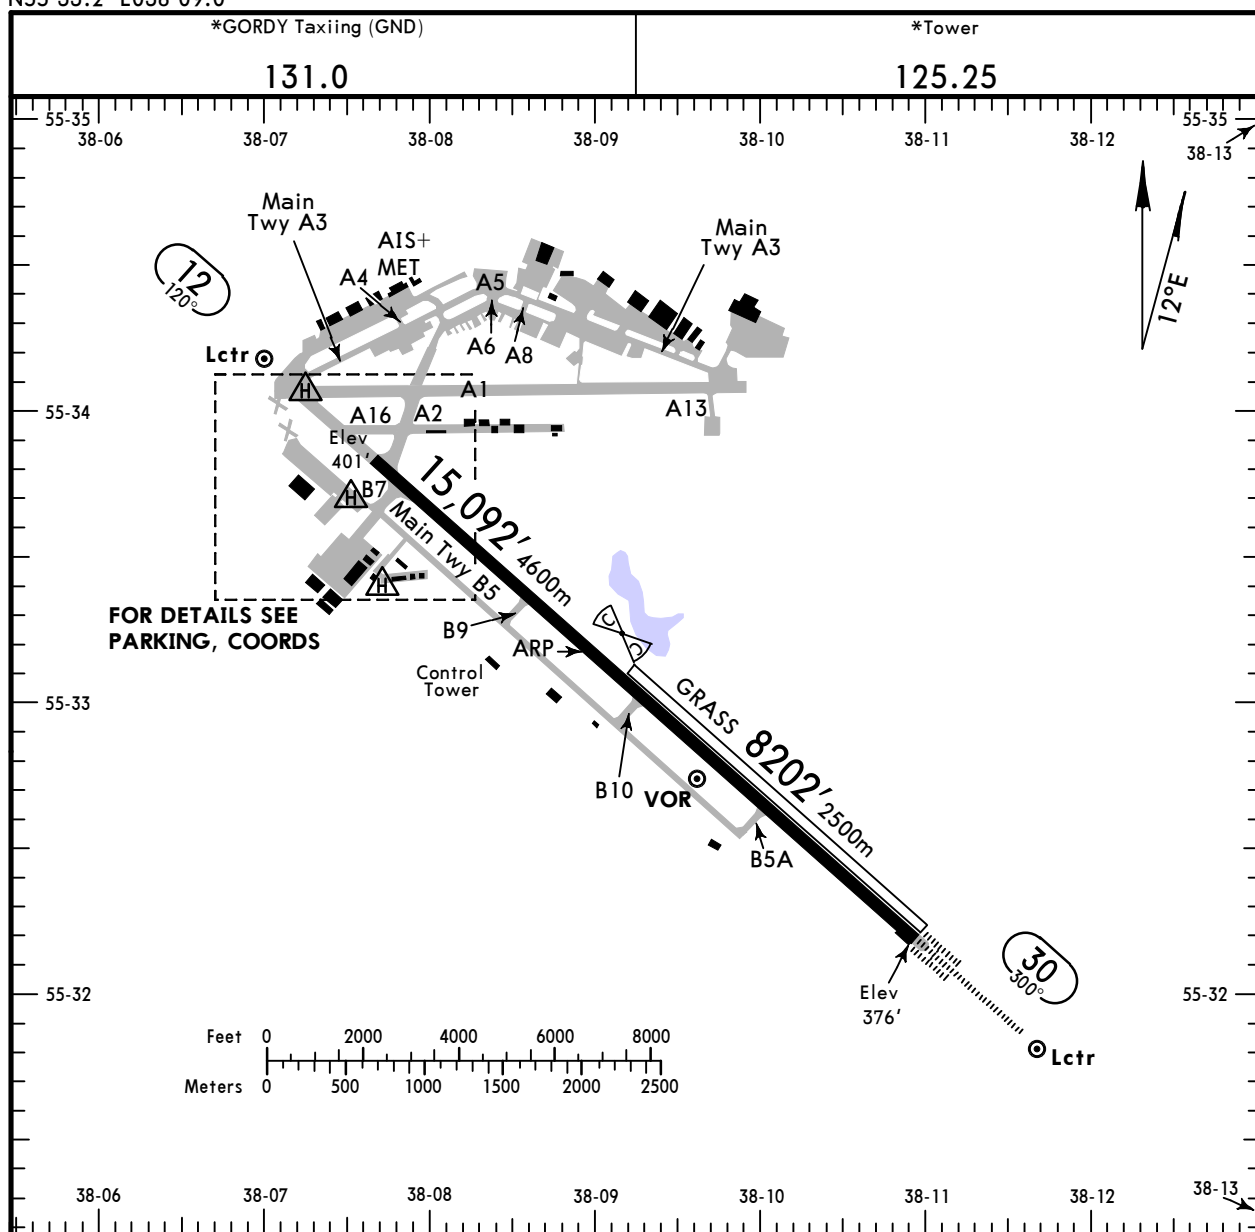 N55 33.2 E038 09.0
*GORDY Taxiing (GND)
*Tower
131.0
125.25
55-35
55-35
38-06
38-07
38-08
38-09
38-10
38-11
38-12
38-13
Main
Twy A3
AIS+
MET
A4
A5
Main
Twy A3
12
120°
12°E
A6
A8
Lctr
H
A1
A16
A2
A13
55-34
Elev
401'
H
B7
15,092' 4600m
Main Twy B5
H
FOR DETAILS SEE
PARKING, COORDS
B9
ARP
C
C
Control
Tower
55-33
GRASS 8202' 2500m
B10
VOR
B5A
30
300°
Elev
376'
55-32
55-32
Lctr
Feet 0 2000 4000 6000 8000
Meters 0 500 1000 1500 2000 2500
38-06
38-07
38-08
38-09
38-10
38-11
38-12
38-13